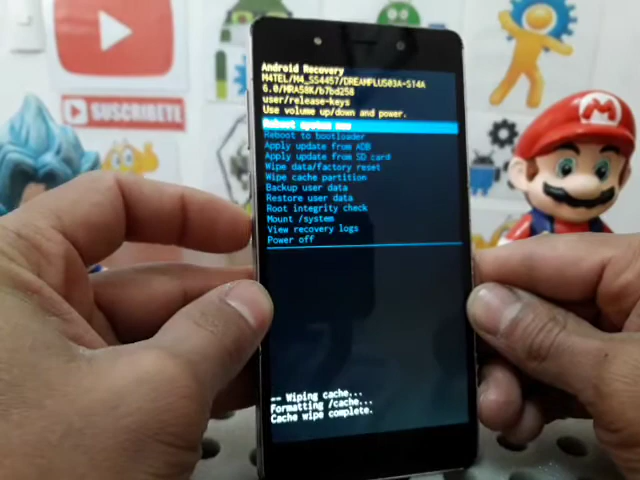 SUSCRIBETE
Android Recovery
M4TEL/M4_SS4457/DREAMPLUS03A-S14A
6.0/MRA58K/b7bd258
user/release-keys
Use volume up/down and power.
Reboot system now
Reboot to bootloader
Apply update from ADB
Apply update from SD card
Wipe data/factory reset
Wipe cache partition
Backup user data
Restore user data
Root integrity check
Mount /system
View recovery logs
Power off
-- Wiping cache...
Formatting /cache...
Cache wipe complete.
M